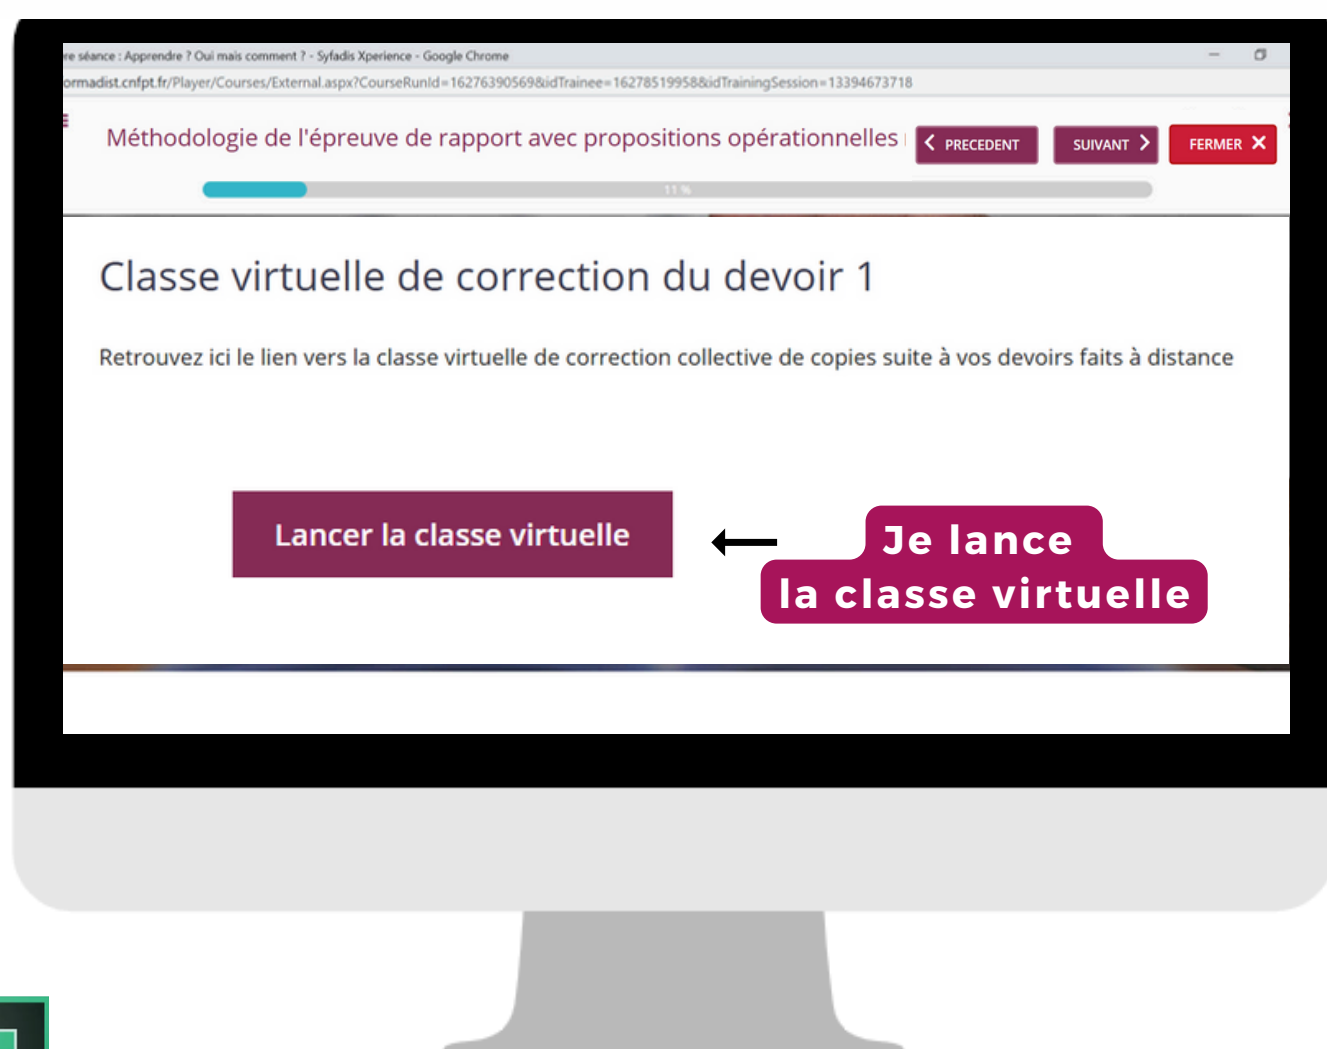 re séance : Apprendre ? Oui mais comment ? - Syfadis Xperience - Google Chrome
ormadist.cnfpt.fr/Player/Courses/External.aspx?CourseRunId=16276390569&idTrainee=16278519958&idTrainingSession=13394673718
Méthodologie de l'épreuve de rapport avec propositions opérationnelles
PRECEDENT
SUIVANT
FERMER
11 %
Classe virtuelle de correction du devoir 1
Retrouvez ici le lien vers la classe virtuelle de correction collective de copies suite à vos devoirs faits à distance
Lancer la classe virtuelle
Je lance
la classe virtuelle